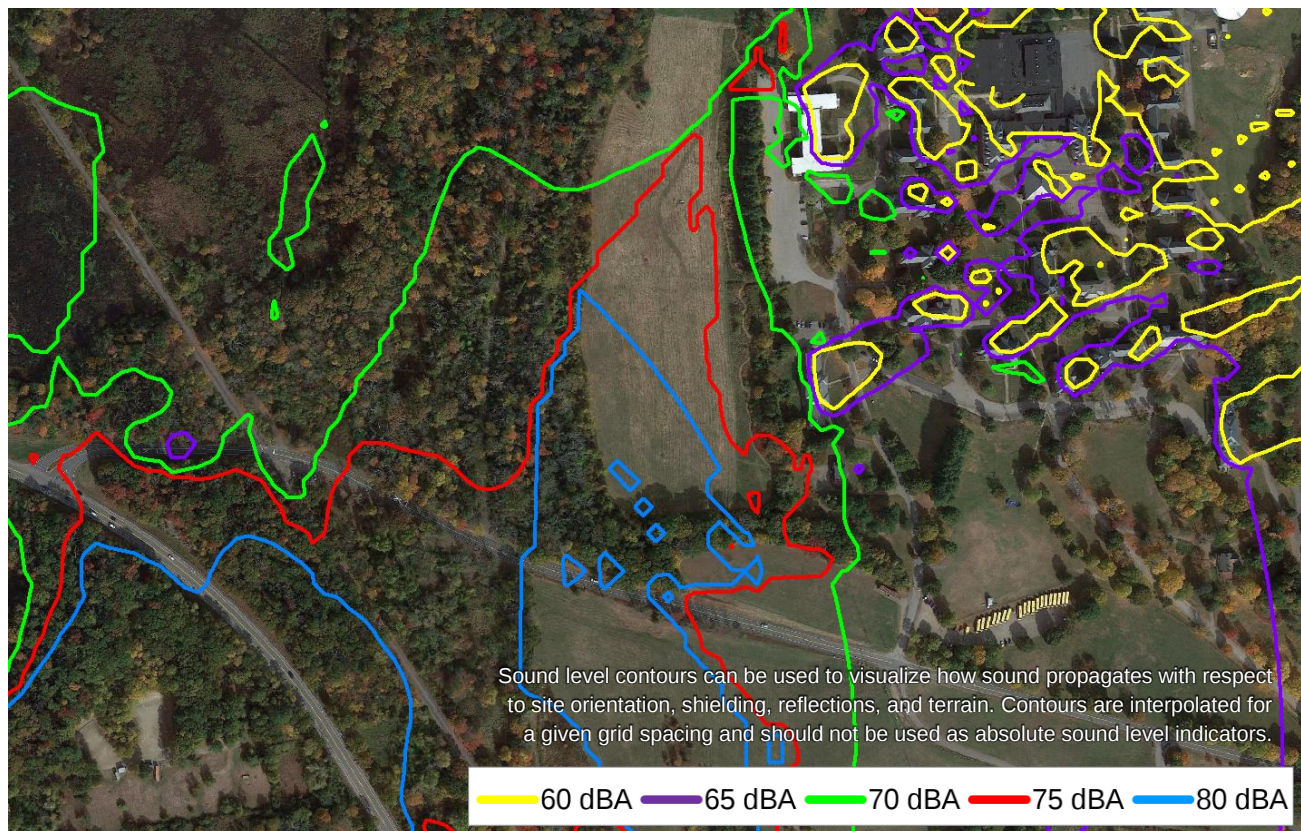 Sound level contours can be used to visualize how sound propagates with respect
to site orientation, shielding, reflections, and terrain. Contours are interpolated for
a given grid spacing and should not be used as absolute sound level indicators.
60 dBA 65 dBA 70 dBA 75 dBA 80 dBA